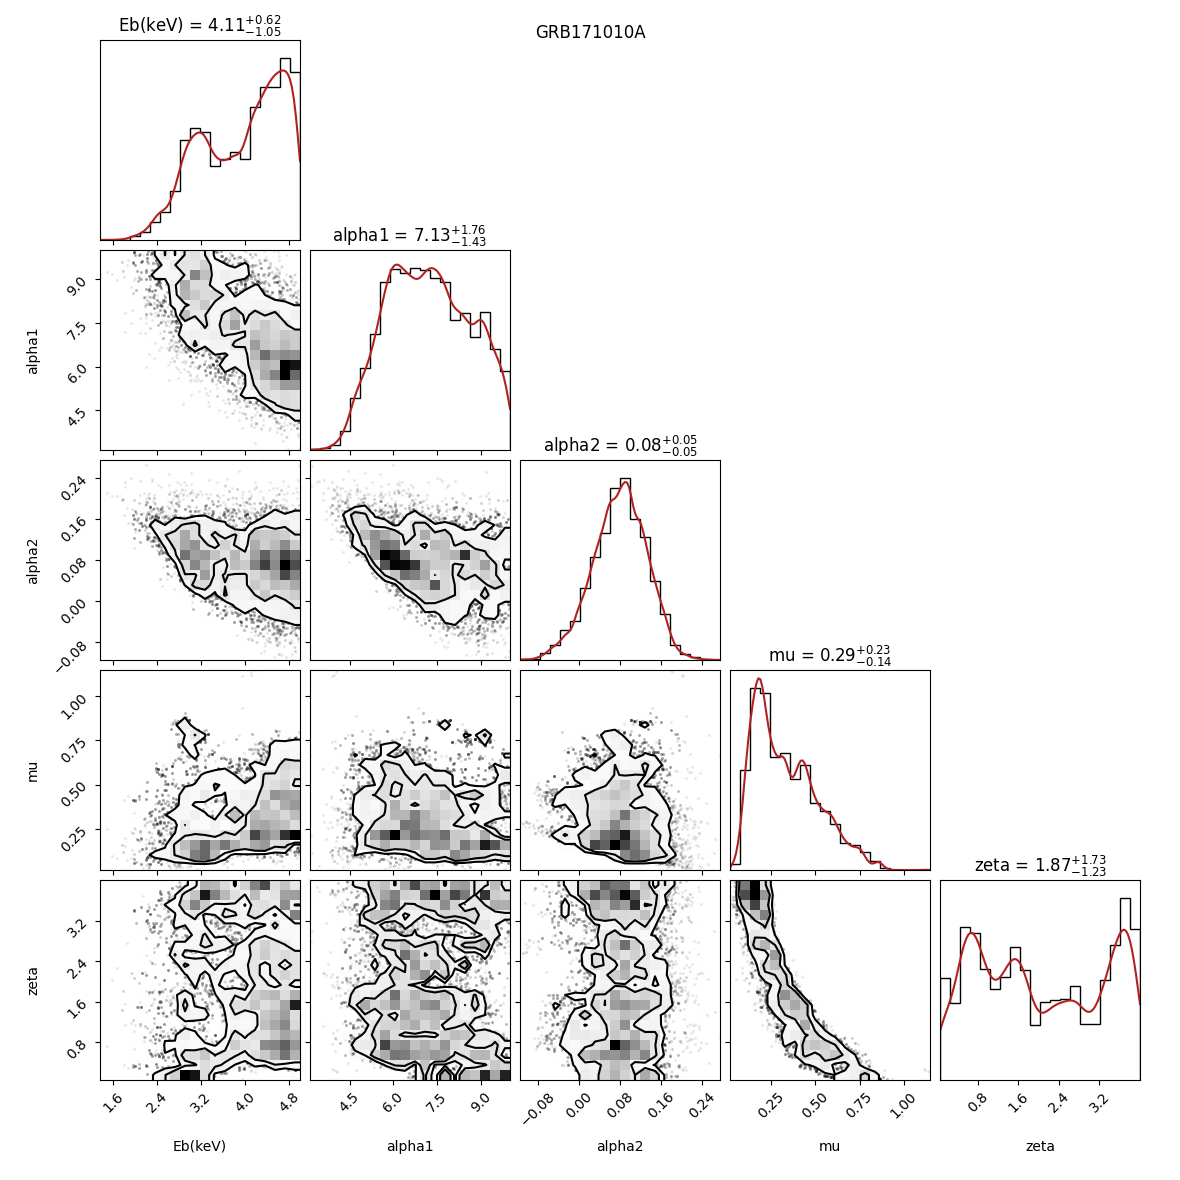 GRB171010A
Eb(keV) = 4.11 +0.62 −1.05
alpha1 = 7.13 +1.76 −1.43
9.0
7.5
6.0
4.5
alpha1
alpha2 = 0.08 +0.05 −0.05
0.24
0.16
0.08
0.00
−0.08
alpha2
mu = 0.29 +0.23 −0.14
1.00
0.75
0.50
0.25
mu
zeta = 1.87 +1.73 −1.23
3.2
2.4
1.6
0.8
zeta
1.6 2.4 3.2 4.0 4.8 4.5 6.0 7.5 9.0 −0.08 0.00 0.08 0.16 0.24 0.25 0.50 0.75 1.00 0.8 1.6 2.4 3.2
Eb(keV) alpha1 alpha2 mu zeta